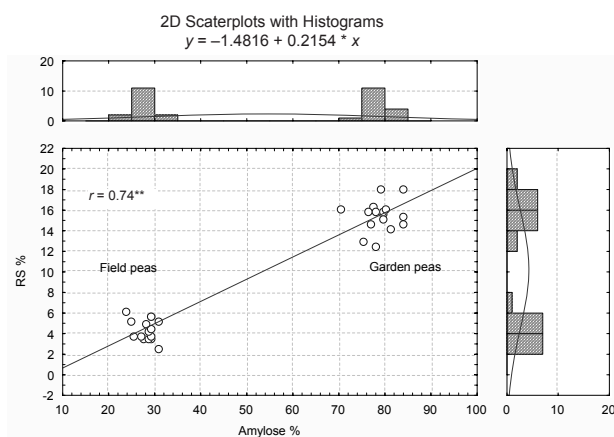 2D Scaterplots with Histograms
y = –1.4816 + 0.2154 * x
20
10
0
22
20
18
16
14
12
10
8
6
4
2
0
-2
RS %
r = 0.74**
Field peas
Garden peas
10 20 30 40 50 60 70 80 90 100
Amylose %
0 10 20